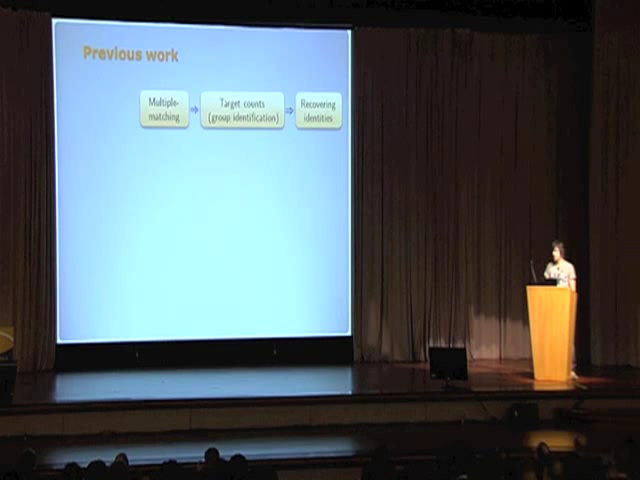 Previous work
Multiple-
matching
Target counts
(group identification)
Recovering
identities